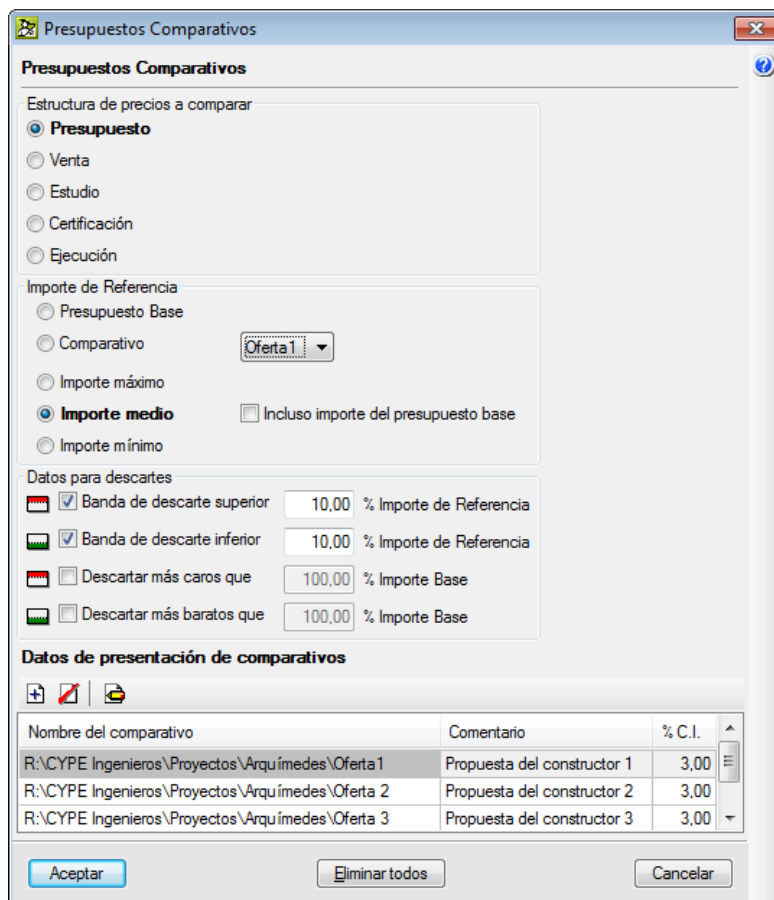 Presupuestos Comparativos
Presupuestos Comparativos
Estructura de precios a comparar
Presupuesto
Venta
Estudio
Certificación
Ejecución
Importe de Referencia
Presupuesto Base
Comparativo Oferta1
Importe máximo
Importe medio Incluso importe del presupuesto base
Importe mínimo
Datos para descartes
Banda de descarte superior 10,00 % Importe de Referencia
Banda de descarte inferior 10,00 % Importe de Referencia
Descartar más caros que 100,00 % Importe Base
Descartar más baratos que 100,00 % Importe Base
Datos de presentación de comparativos
Nombre del comparativo Comentario % C.I.
R:\CYPE Ingenieros\Proyectos\Arquímedes\Oferta1 Propuesta del constructor 1 3,00
R:\CYPE Ingenieros\Proyectos\Arquímedes\Oferta 2 Propuesta del constructor 2 3,00
R:\CYPE Ingenieros\Proyectos\Arquímedes\Oferta 3 Propuesta del constructor 3 3,00
Aceptar Eliminar todos Cancelar